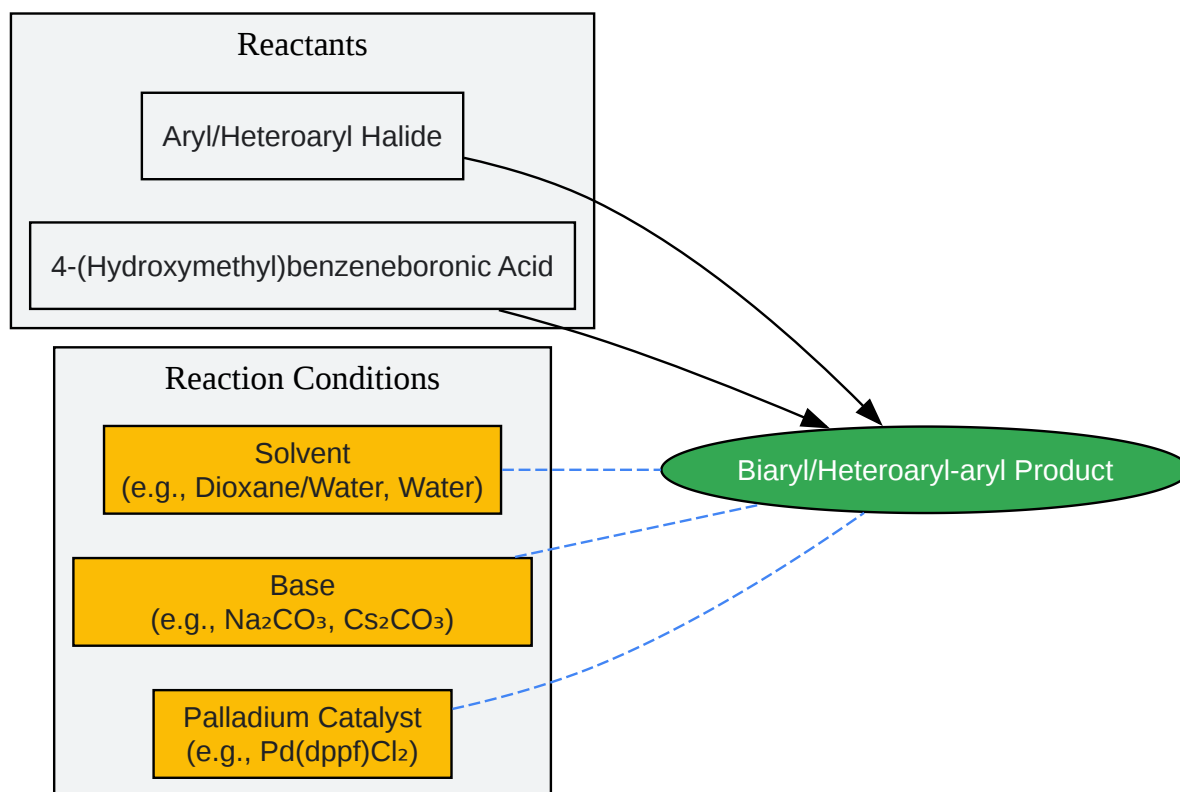 Reactants
Aryl/Heteroaryl Halide
4-(Hydroxymethyl)benzeneboronic Acid
Reaction Conditions
Solvent
(e.g., Dioxane/Water, Water)
Base
(e.g., Na₂CO₃, Cs₂CO₃)
Palladium Catalyst
(e.g., Pd(dppf)Cl₂)
Biaryl/Heteroaryl-aryl Product